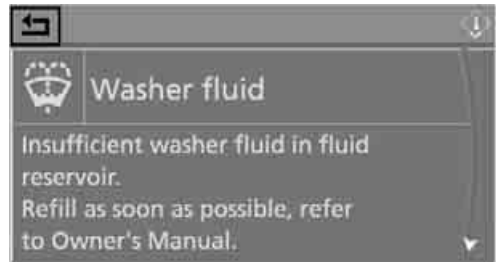 Washer fluid
Insufficient washer fluid in fluid
reservoir.
Refill as soon as possible, refer
to Owner's Manual.